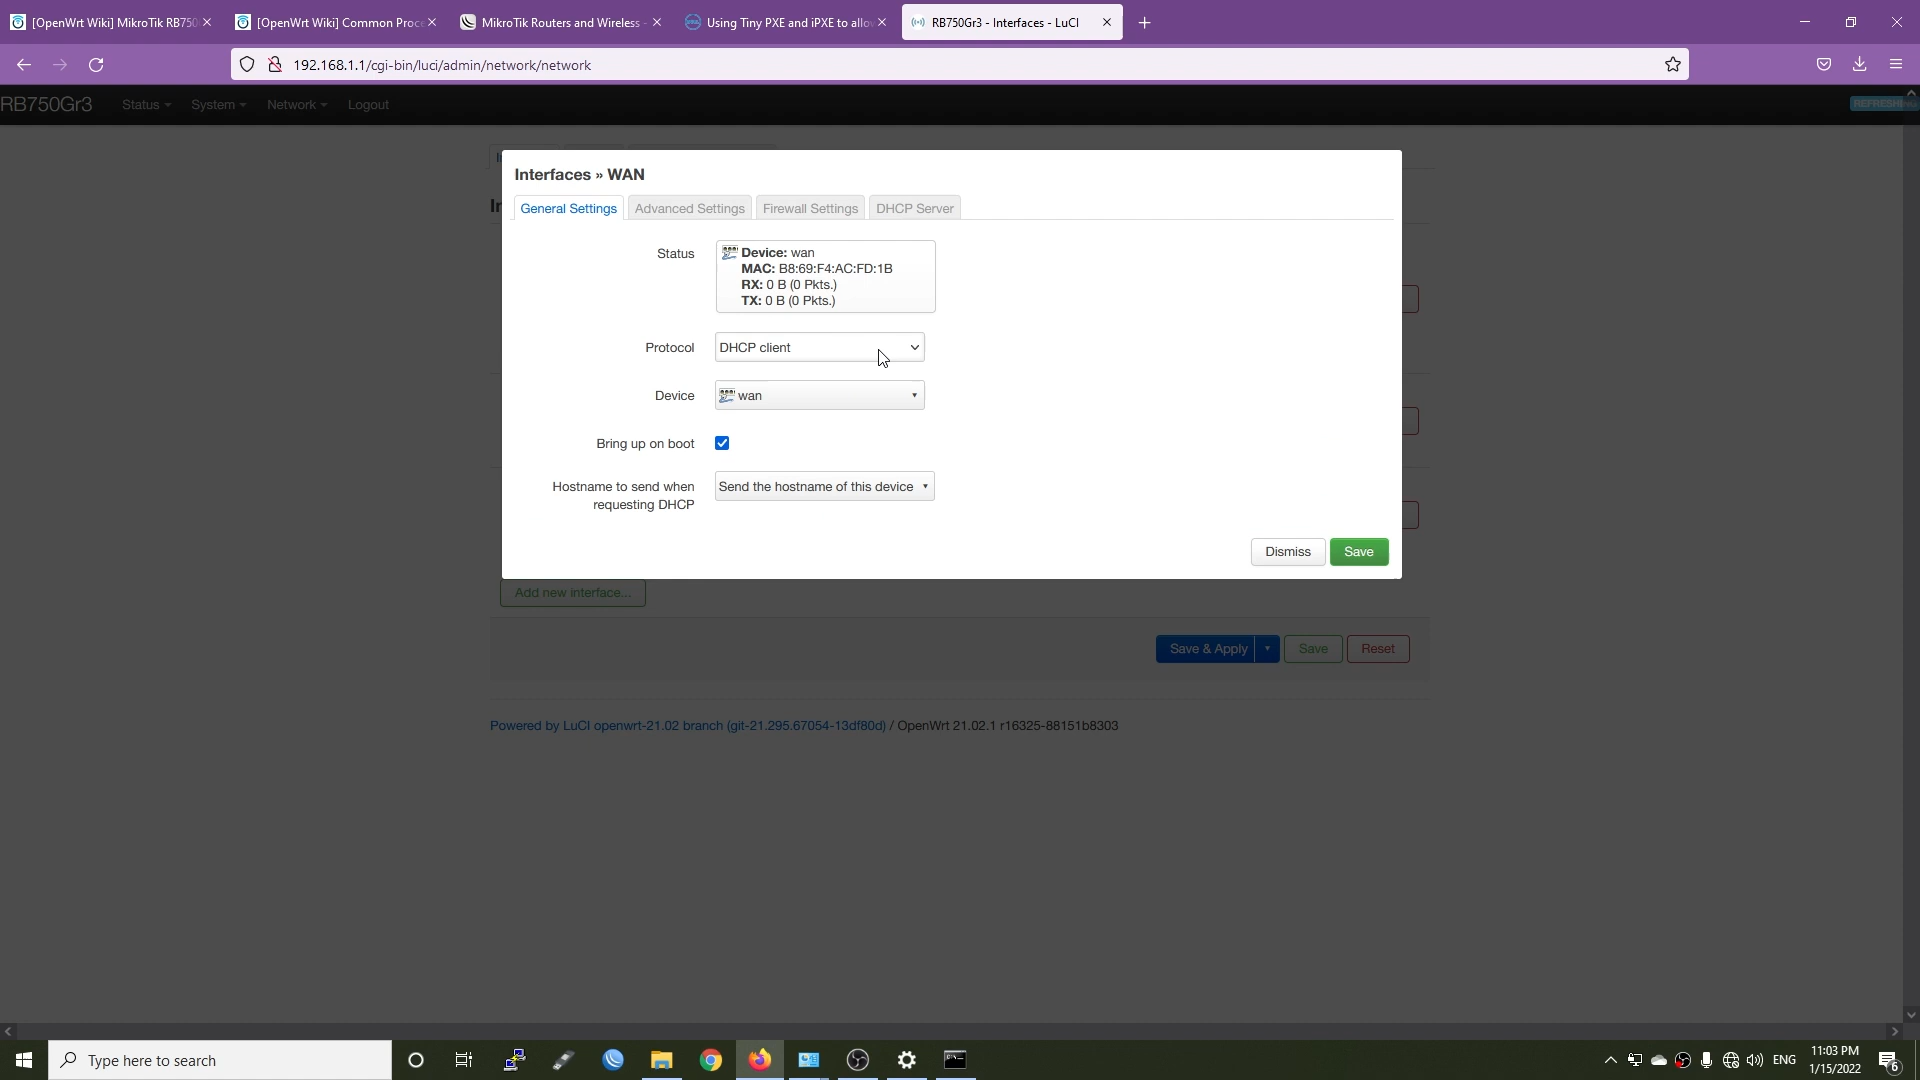 [OpenWrt Wiki] MikroTik RB750
[OpenWrt Wiki] Common Proce
MikroTik Routers and Wireless -
Using Tiny PXE and iPXE to allow
RB750Gr3 - Interfaces - LuCI
192.168.1.1/cgi-bin/luci/admin/network/network
RB750Gr3
Status
System
Network
Logout
REFRESHING
Interfaces » WAN
General Settings
Advanced Settings
Firewall Settings
DHCP Server
Status
Device: wan
MAC: B8:69:F4:AC:FD:1B
RX: 0 B (0 Pkts.)
TX: 0 B (0 Pkts.)
Protocol
DHCP client
Device
wan
Bring up on boot
Hostname to send when
requesting DHCP
Send the hostname of this device
Dismiss
Save
Add new interface...
Save & Apply
Save
Reset
Powered by LuCI openwrt-21.02 branch (git-21.295.67054-13df80d) / OpenWrt 21.02.1 r16325-88151b8303
Type here to search
ENG
11:03 PM
1/15/2022
6